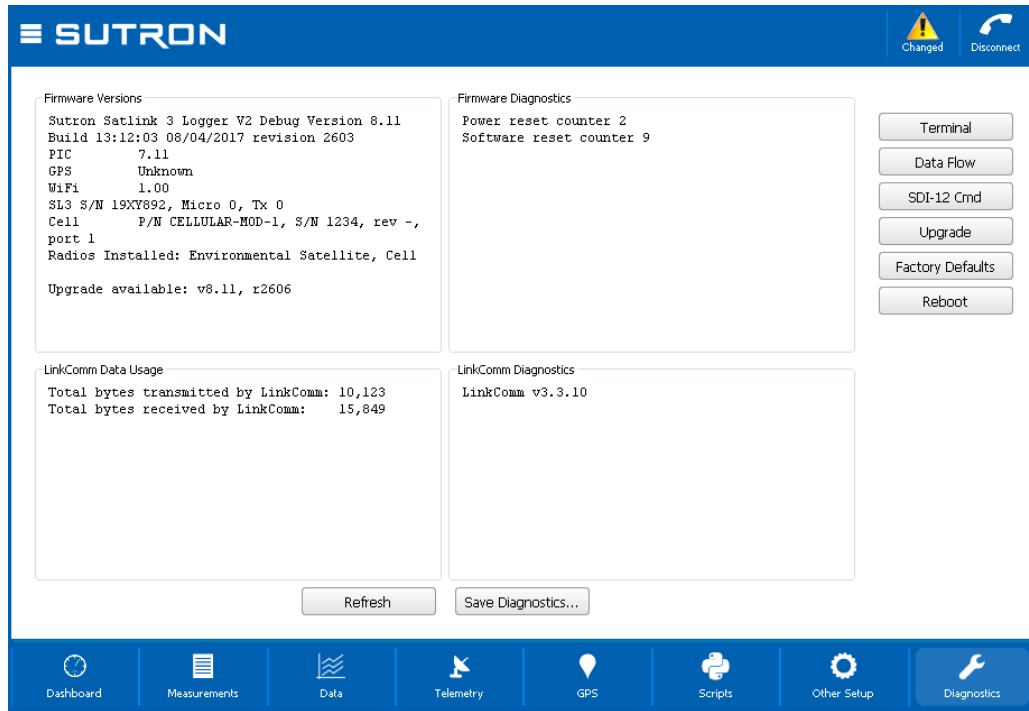 SUTRON
Changed
Disconnect
Firmware Versions
Sutron Satlink 3 Logger V2 Debug Version 8.11
Build 13:12:03 08/04/2017 revision 2603
PIC 7.11
GPS Unknown
WiFi 1.00
SL3 S/N 19XY892, Micro 0, Tx 0
Cell P/N CELLULAR-MOD-1, S/N 1234, rev -,
port 1
Radios Installed: Environmental Satellite, Cell
Upgrade available: v8.11, r2606
Firmware Diagnostics
Power reset counter 2
Software reset counter 9
Terminal
Data Flow
SDI-12 Cmd
Upgrade
Factory Defaults
Reboot
LinkComm Data Usage
Total bytes transmitted by LinkComm: 10,123
Total bytes received by LinkComm: 15,849
LinkComm Diagnostics
LinkComm v3.3.10
Refresh
Save Diagnostics...
Dashboard
Measurements
Data
Telemetry
GPS
Scripts
Other Setup
Diagnostics